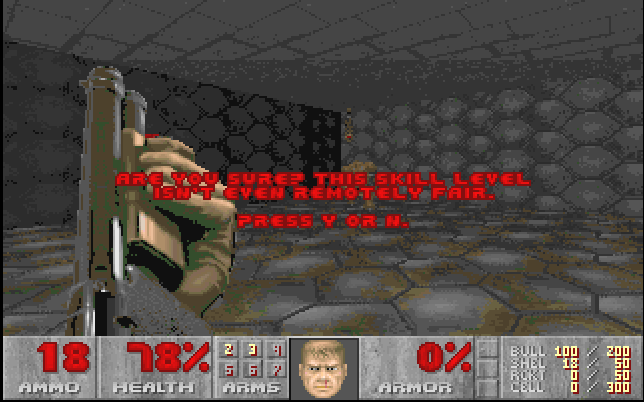 ARE YOU SURE? THIS SKILL LEVEL
ISN'T EVEN REMOTELY FAIR.
PRESS Y OR N.
18
78%
2 3 4
5 6 7
0%
BULL 100 / 200
SHEL 18 / 50
RCKT 0 / 50
CELL 0 / 300
AMMO
HEALTH
ARMS
ARMOR